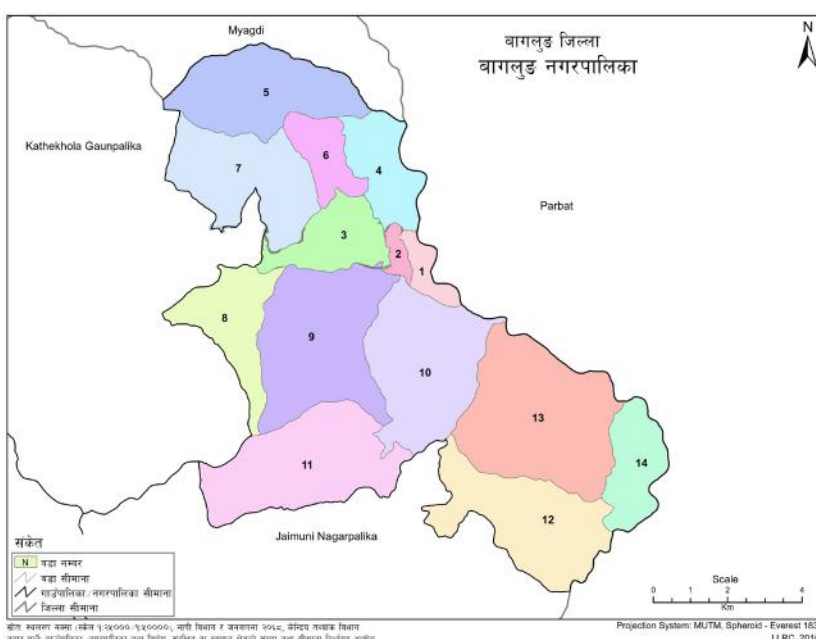 Myagdi
बागलुङ जिल्ला
बागलुङ नगरपालिका
N
5
Kathekhola Gaunpalika
6
7
4
Parbat
3
2
1
8
9
10
13
14
11
12
Jaimuni Nagarpalika
संकेत
N वडा नम्बर
वडा सीमाना
गाउँपालिका/नगरपालिका सीमाना
जिल्ला सीमाना
Scale
0 1 2 3 4
Km
Projection System: MUTM, Spheroid - Everest 183